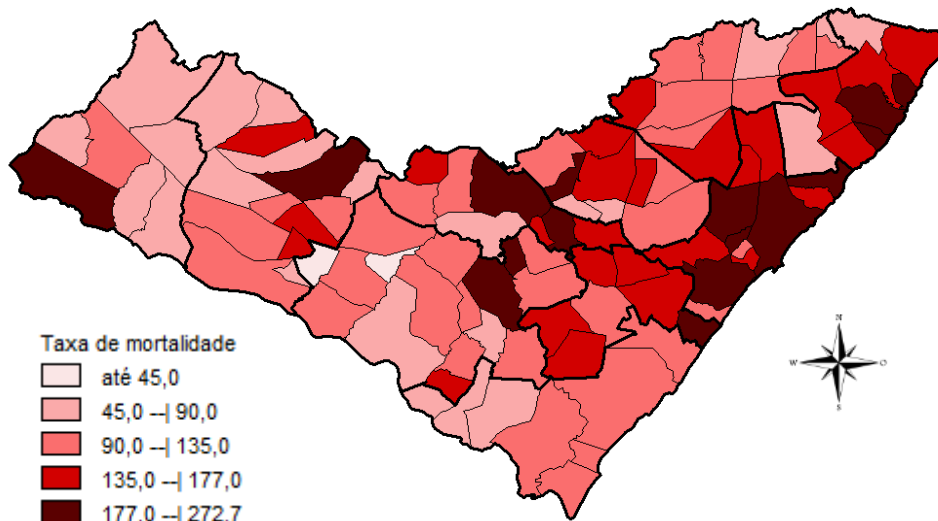 Taxa de mortalidade
até 45,0
45,0 --| 90,0
90,0 --| 135,0
135,0 --| 177,0
177,0 --| 272,7
N
W
O
S